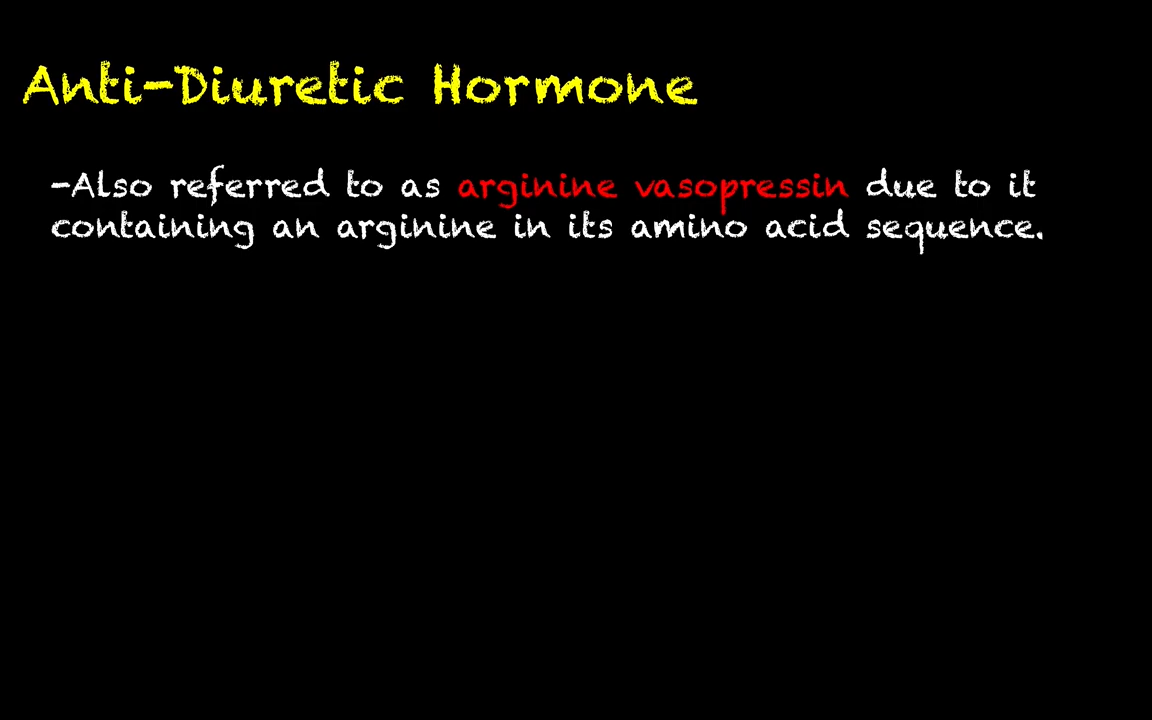 Anti-Diuretic Hormone
-Also referred to as arginine vasopressin due to it
containing an arginine in its amino acid sequence.